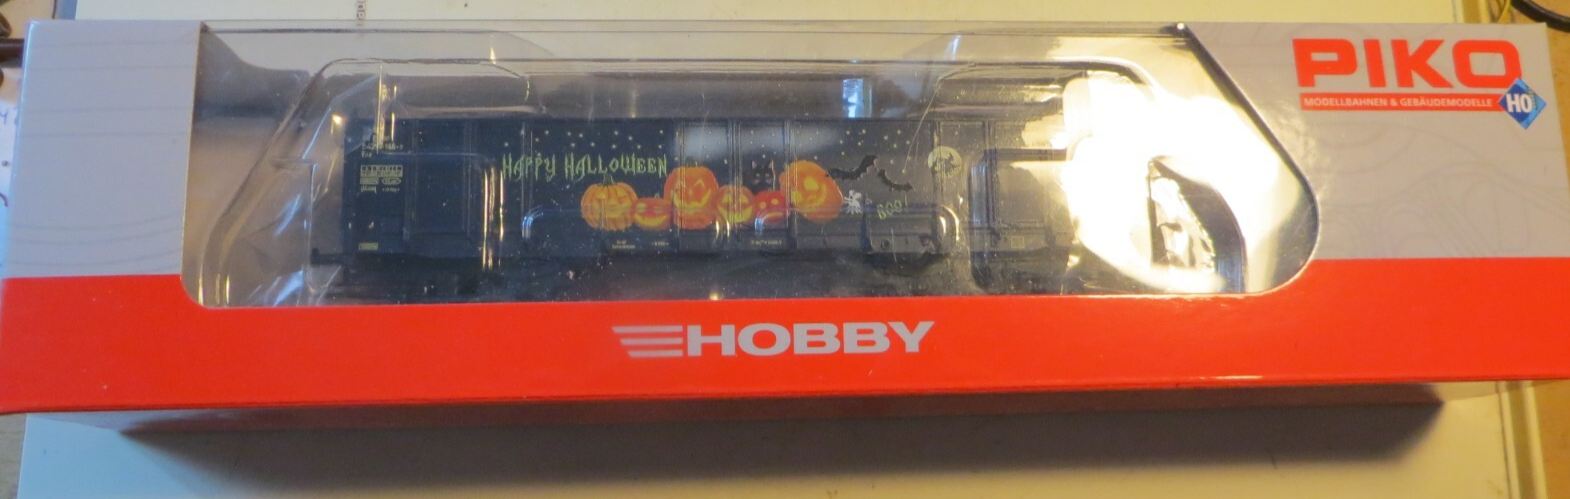 PIKO
MODELLBAHNEN & GEBÄUDEMODELLE
H0
HAPPY HALLOWEEN
BOO!
HOBBY